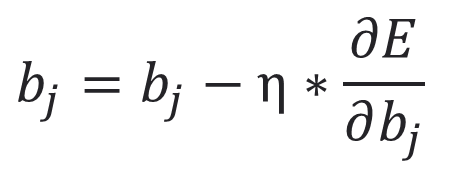 b_j = b_j − η * ∂E/∂b_j